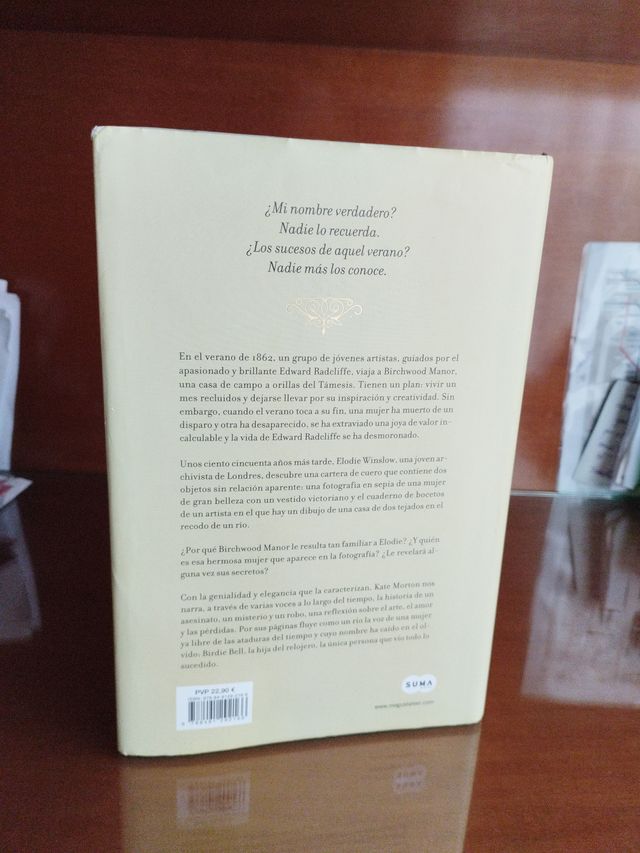 ¿Mi nombre verdadero?
Nadie lo recuerda.
¿Los sucesos de aquel verano?
Nadie más los conoce.
En el verano de 1862, un grupo de jóvenes artistas, guiados por el
apasionado y brillante Edward Radcliffe, viaja a Birchwood Manor,
una casa de campo a orillas del Támesis. Tienen un plan: vivir un
mes recluidos y dejarse llevar por su inspiración y creatividad. Sin
embargo, cuando el verano toca a su fin, una mujer ha muerto de un
disparo y otra ha desaparecido, se ha extraviado una joya de valor in-
calculable y la vida de Edward Radcliffe se ha desmoronado.
Unos ciento cincuenta años más tarde, Elodie Winslow, una joven ar-
chivista de Londres, descubre una cartera de cuero que contiene dos
objetos sin relación aparente: una fotografía en sepia de una mujer
de gran belleza con un vestido victoriano y el cuaderno de bocetos
de un artista en el que hay un dibujo de una casa de dos tejados en el
recodo de un río.
¿Por qué Birchwood Manor le resulta tan familiar a Elodie? ¿Y quién
es esa hermosa mujer que aparece en la fotografía? ¿Le revelará al-
guna vez sus secretos?
Con la genialidad y elegancia que la caracterizan, Kate Morton nos
narra, a través de varias voces a lo largo del tiempo, la historia de un
asesinato, un misterio y un robo, una reflexión sobre el arte, el amor
y las pérdidas. Por sus páginas fluye como un río la voz de una mujer
ya libre de las ataduras del tiempo y cuyo nombre ha caído en el ol-
vido: Birdie Bell, la hija del relojero, la única persona que vio todo lo
sucedido.
PVP 22,90 €
SUMA
www.megustaleer.com